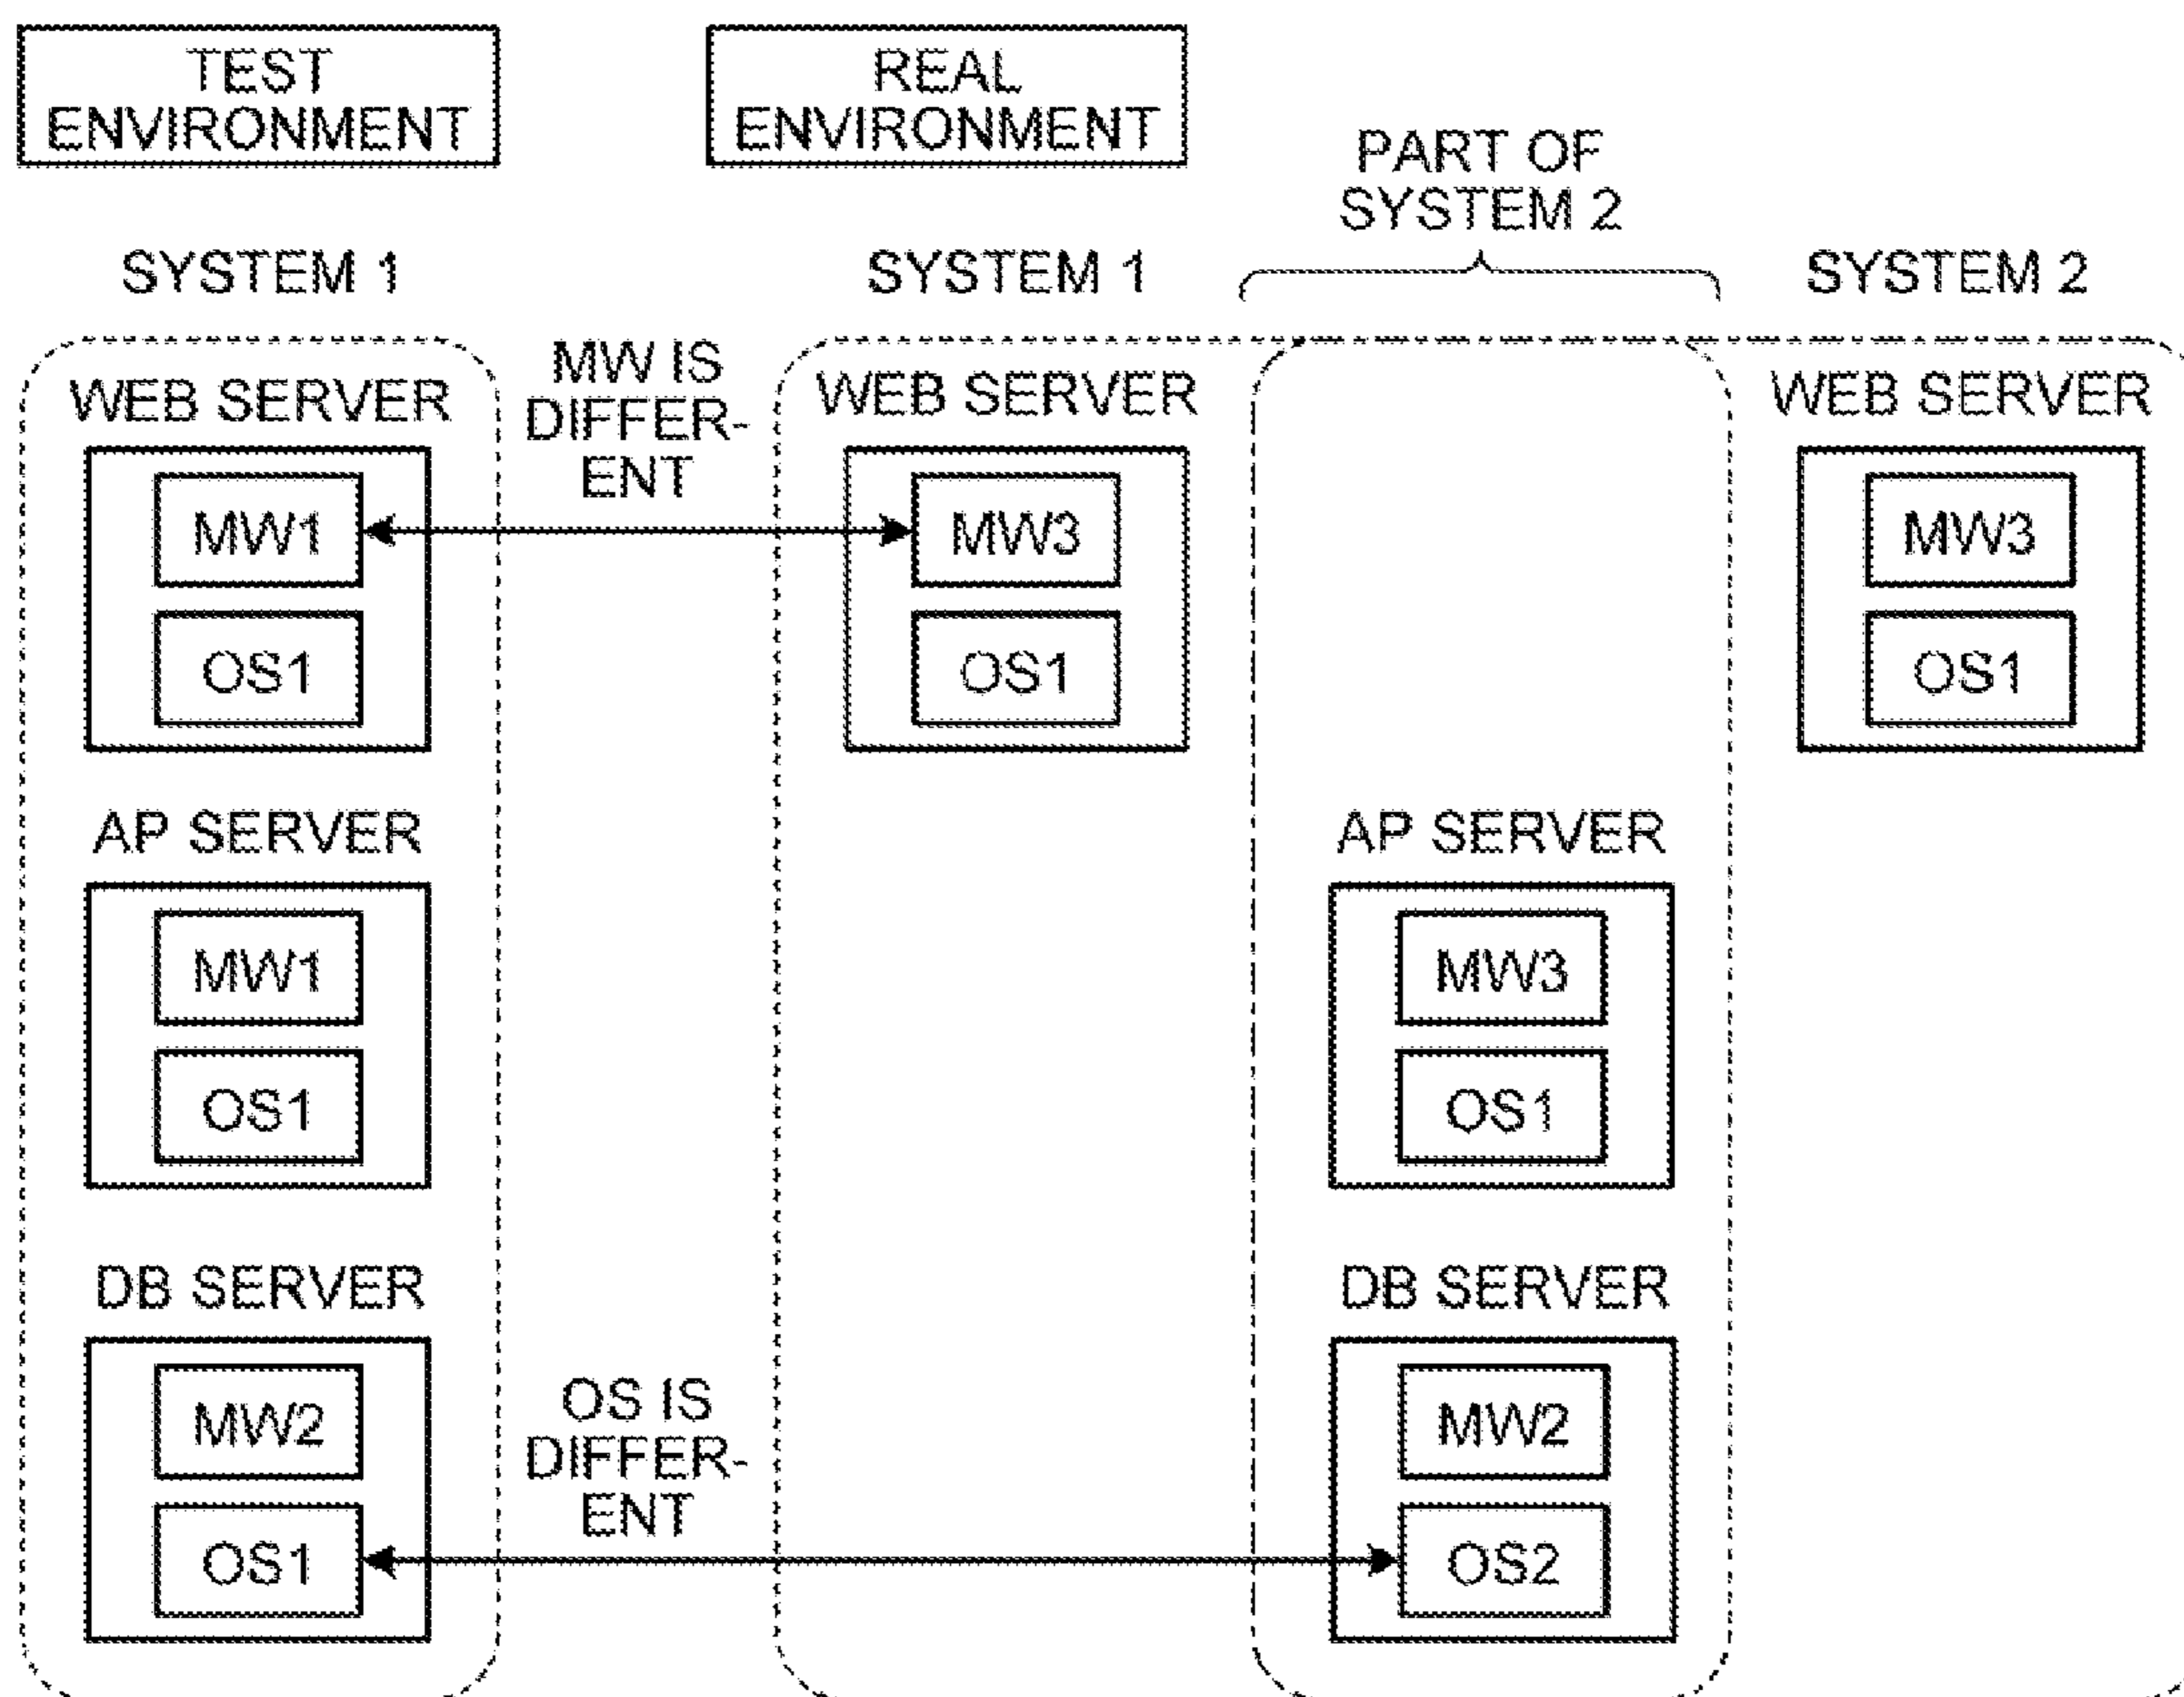 TEST
ENVIRONMENT
REAL
ENVIRONMENT
PART OF
SYSTEM 2
SYSTEM 1
SYSTEM 1
SYSTEM 2
MW IS
DIFFER-
ENT
WEB SERVER
MW1
OS1
WEB SERVER
MW3
OS1
WEB SERVER
MW3
OS1
AP SERVER
MW1
OS1
AP SERVER
MW3
OS1
DB SERVER
MW2
OS1
OS IS
DIFFER-
ENT
DB SERVER
MW2
OS2